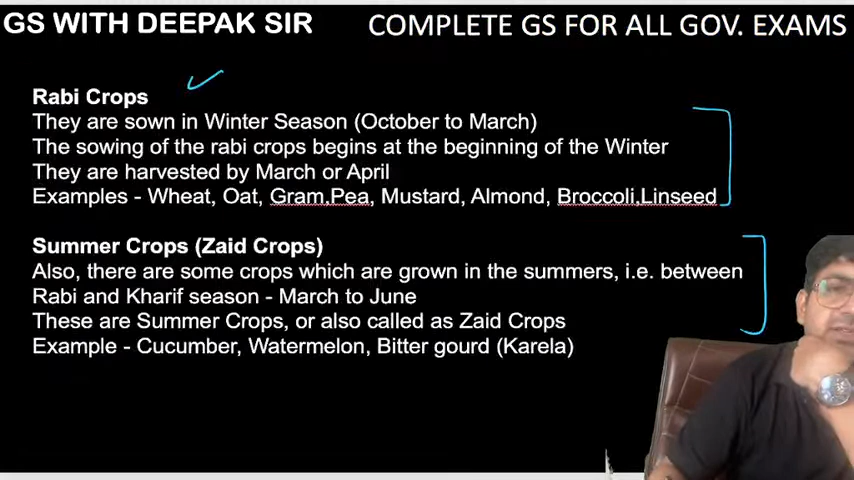 GS WITH DEEPAK SIR
COMPLETE GS FOR ALL GOV. EXAMS
Rabi Crops
They are sown in Winter Season (October to March)
The sowing of the rabi crops begins at the beginning of the Winter
They are harvested by March or April
Examples - Wheat, Oat, Gram,Pea, Mustard, Almond, Broccoli,Linseed
Summer Crops (Zaid Crops)
Also, there are some crops which are grown in the summers, i.e. between
Rabi and Kharif season - March to June
These are Summer Crops, or also called as Zaid Crops
Example - Cucumber, Watermelon, Bitter gourd (Karela)